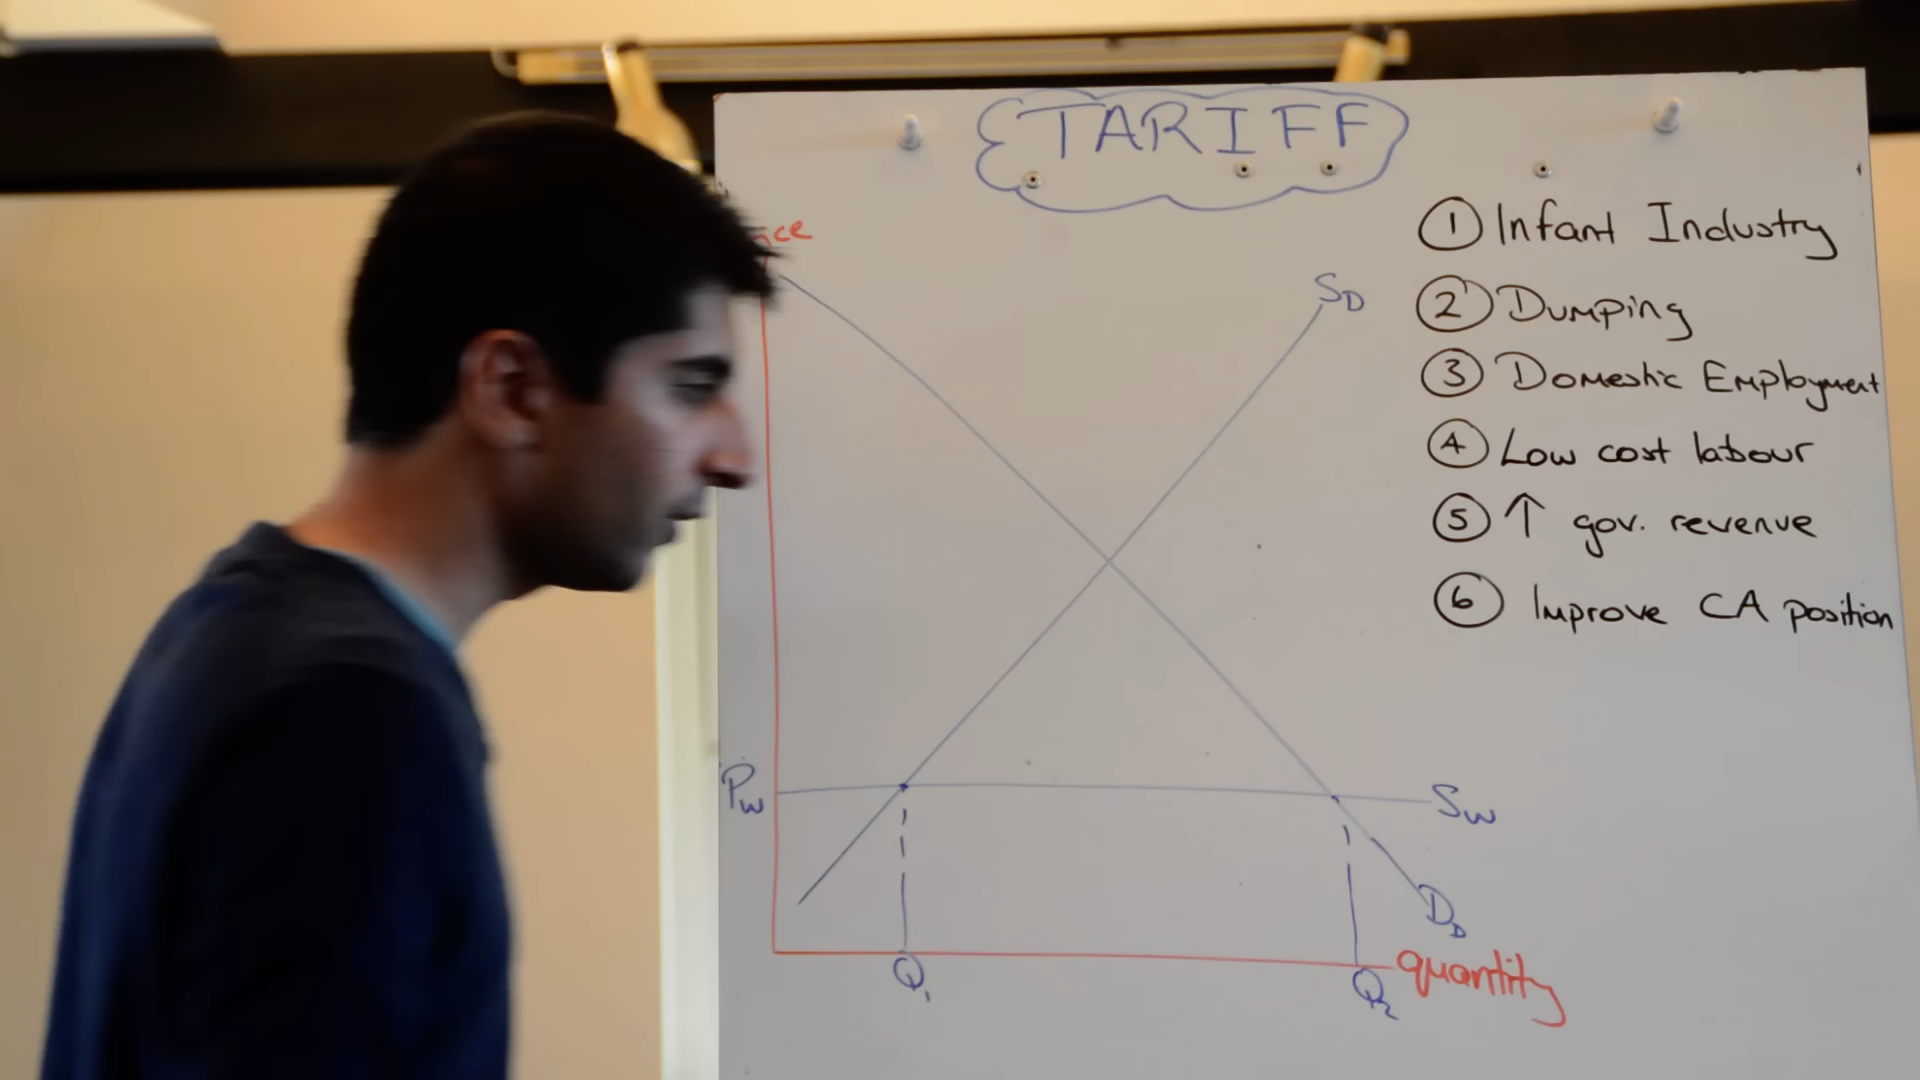 TARIFF
① Infant Industry
② Dumping
③ Domestic Employment
④ Low cost labour
⑤ ↑ gov. revenue
⑥ Improve CA position
SD
PW
SW
DD
Q1
Q2
quantity